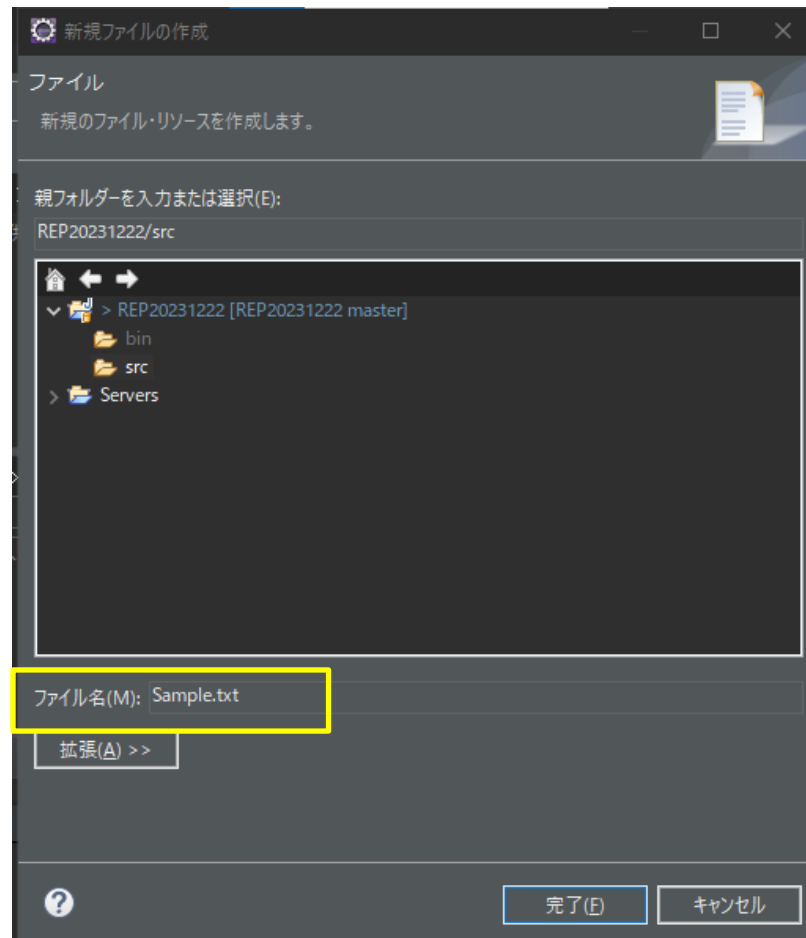 新規ファイルの作成
ファイル
新規のファイル・リソースを作成します。
親フォルダーを入力または選択(E):
REP20231222/src
> REP20231222 [REP20231222 master]
bin
src
> Servers
ファイル名(M): Sample.txt
拡張(A) >>
完了(F) キャンセル